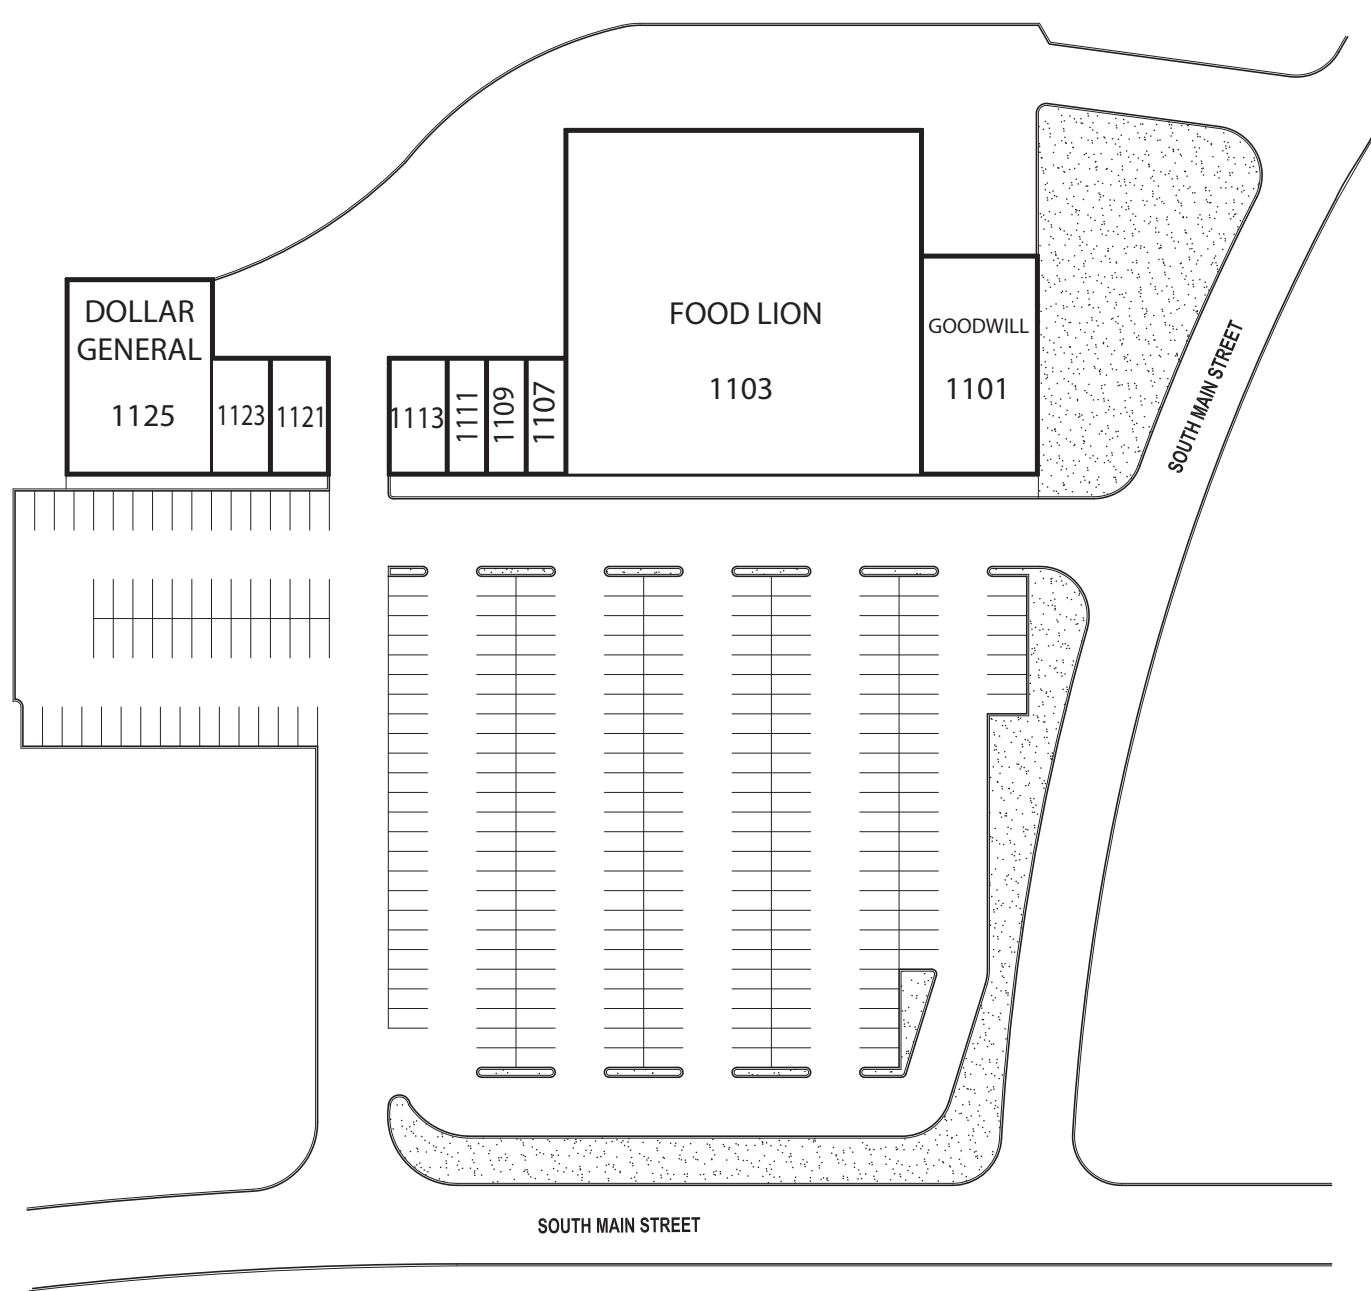 DOLLAR
GENERAL
1125
1123
1121
1113
1111
1109
1107
FOOD LION
1103
GOODWILL
1101
SOUTH MAIN STREET
SOUTH MAIN STREET